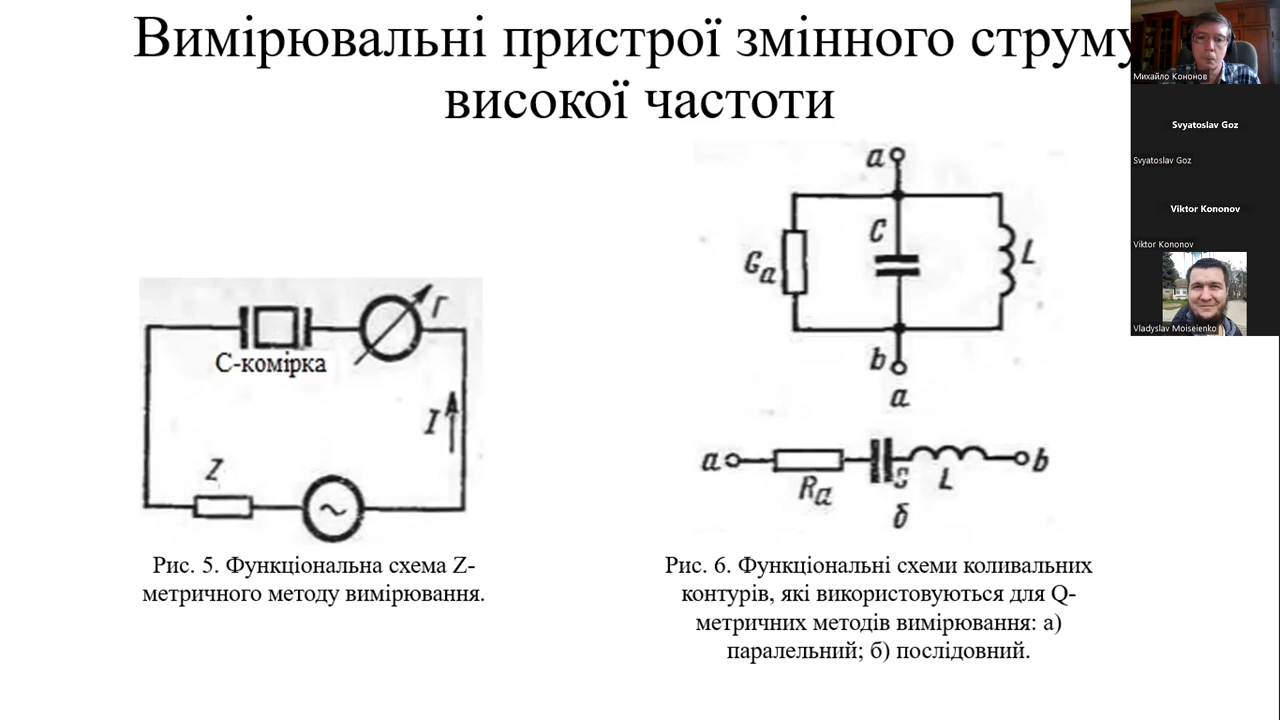 Вимірювальні пристрої змінного струму
високої частоти
Михайло Кононов
Svyatoslav Goz
Svyatoslav Goz
Viktor Kononov
Viktor Kononov
Vladyslav Moiseienko
Г
С-комірка
I
Z
~
Рис. 5. Функціональна схема Z-
метричного методу вимірювання.
a
Ga
C
L
b
а
a
Ra
C
L
b
б
Рис. 6. Функціональні схеми коливальних
контурів, які використовуються для Q-
метричних методів вимірювання: а)
паралельний; б) послідовний.